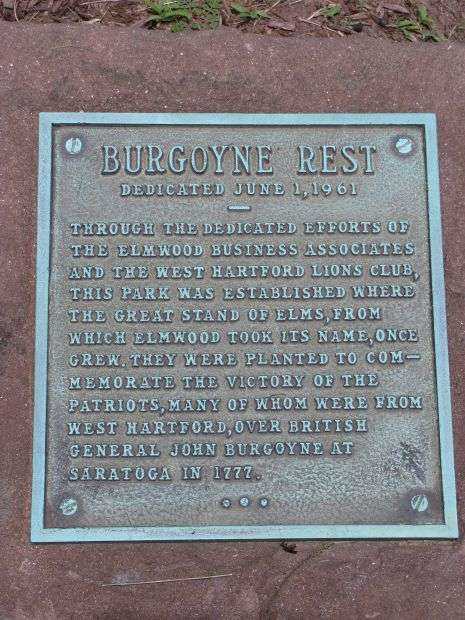 BURGOYNE REST
DEDICATED JUNE 1, 1961
THROUGH THE DEDICATED EFFORTS OF
THE ELMWOOD BUSINESS ASSOCIATES
AND THE WEST HARTFORD LIONS CLUB,
THIS PARK WAS ESTABLISHED WHERE
THE GREAT STAND OF ELMS, FROM
WHICH ELMWOOD TOOK ITS NAME, ONCE
GREW. THEY WERE PLANTED TO COM—
MEMORATE THE VICTORY OF THE
PATRIOTS, MANY OF WHOM WERE FROM
WEST HARTFORD, OVER BRITISH
GENERAL JOHN BURGOYNE AT
SARATOGA IN 1777.